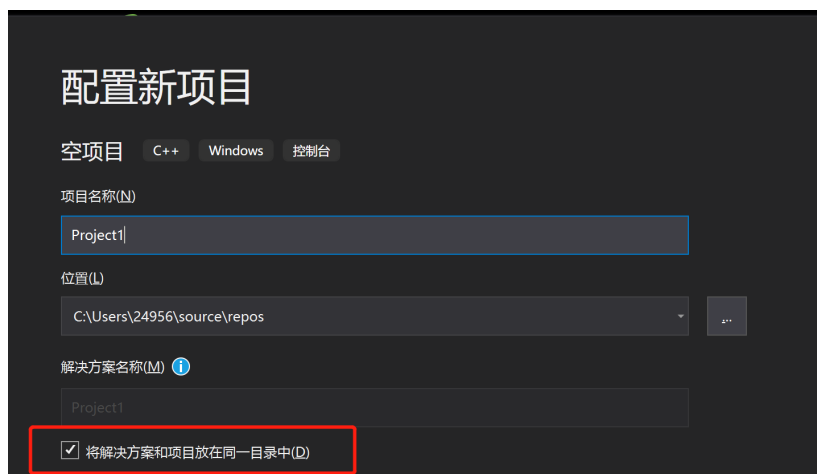 配置新项目
空项目 C++ Windows 控制台
项目名称(N)
Project1
位置(L)
C:\Users\24956\source\repos
...
解决方案名称(M)
Project1
将解决方案和项目放在同一目录中(D)